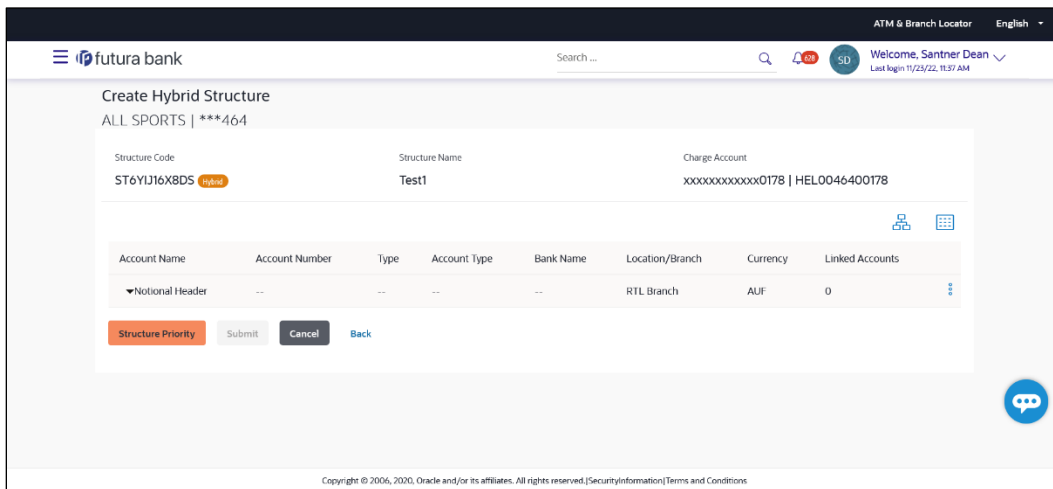 ATM & Branch Locator English
futura bank Search ... 628 SD Welcome, Santner Dean
Last login 11/23/22, 11:37 AM
Create Hybrid Structure
ALL SPORTS | ***464
Structure Code Structure Name Charge Account
ST6YIJ16X8DS Hybrid Test1 xxxxxxxxxxxx0178 | HEL0046400178
Account Name Account Number Type Account Type Bank Name Location/Branch Currency Linked Accounts
Notional Header -- -- -- -- RTL Branch AUF 0
Structure Priority Submit Cancel Back
Copyright © 2006, 2020, Oracle and/or its affiliates. All rights reserved.|SecurityInformation|Terms and Conditions